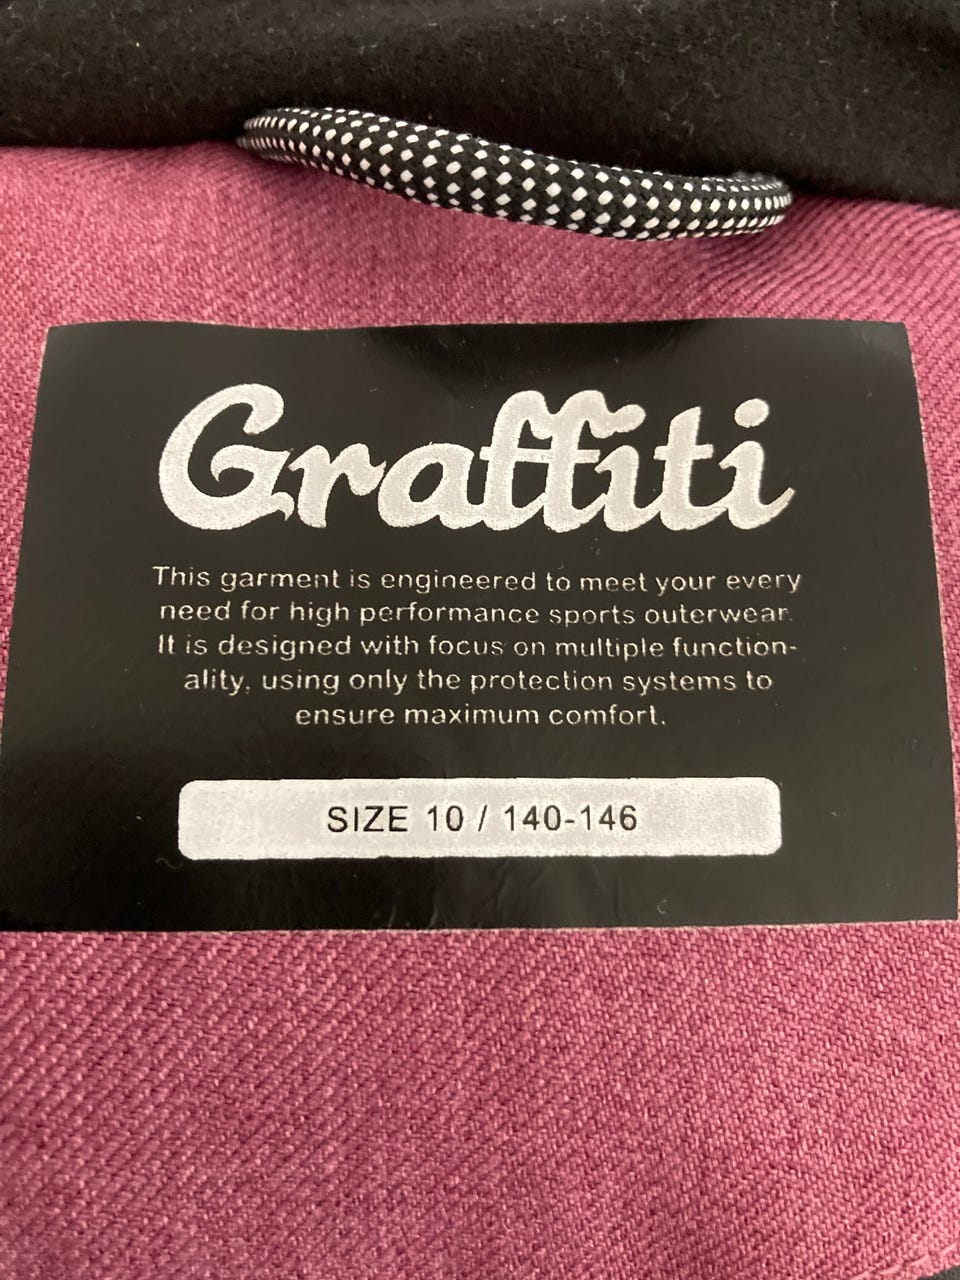 Graffiti
This garment is engineered to meet your every
need for high performance sports outerwear.
It is designed with focus on multiple function-
ality, using only the protection systems to
ensure maximum comfort.
SIZE 10 / 140-146